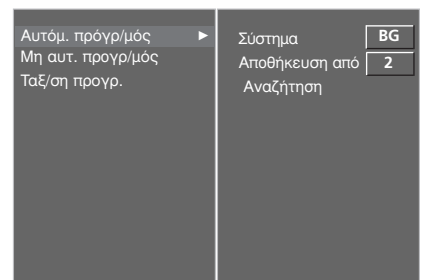 Αυτόμ. πρόγρ/μός ►
Μη αυτ. προγρ/μός
Ταξ/ση προγρ.
Σύστημα BG
Αποθήκευση από 2
Αναζήτηση